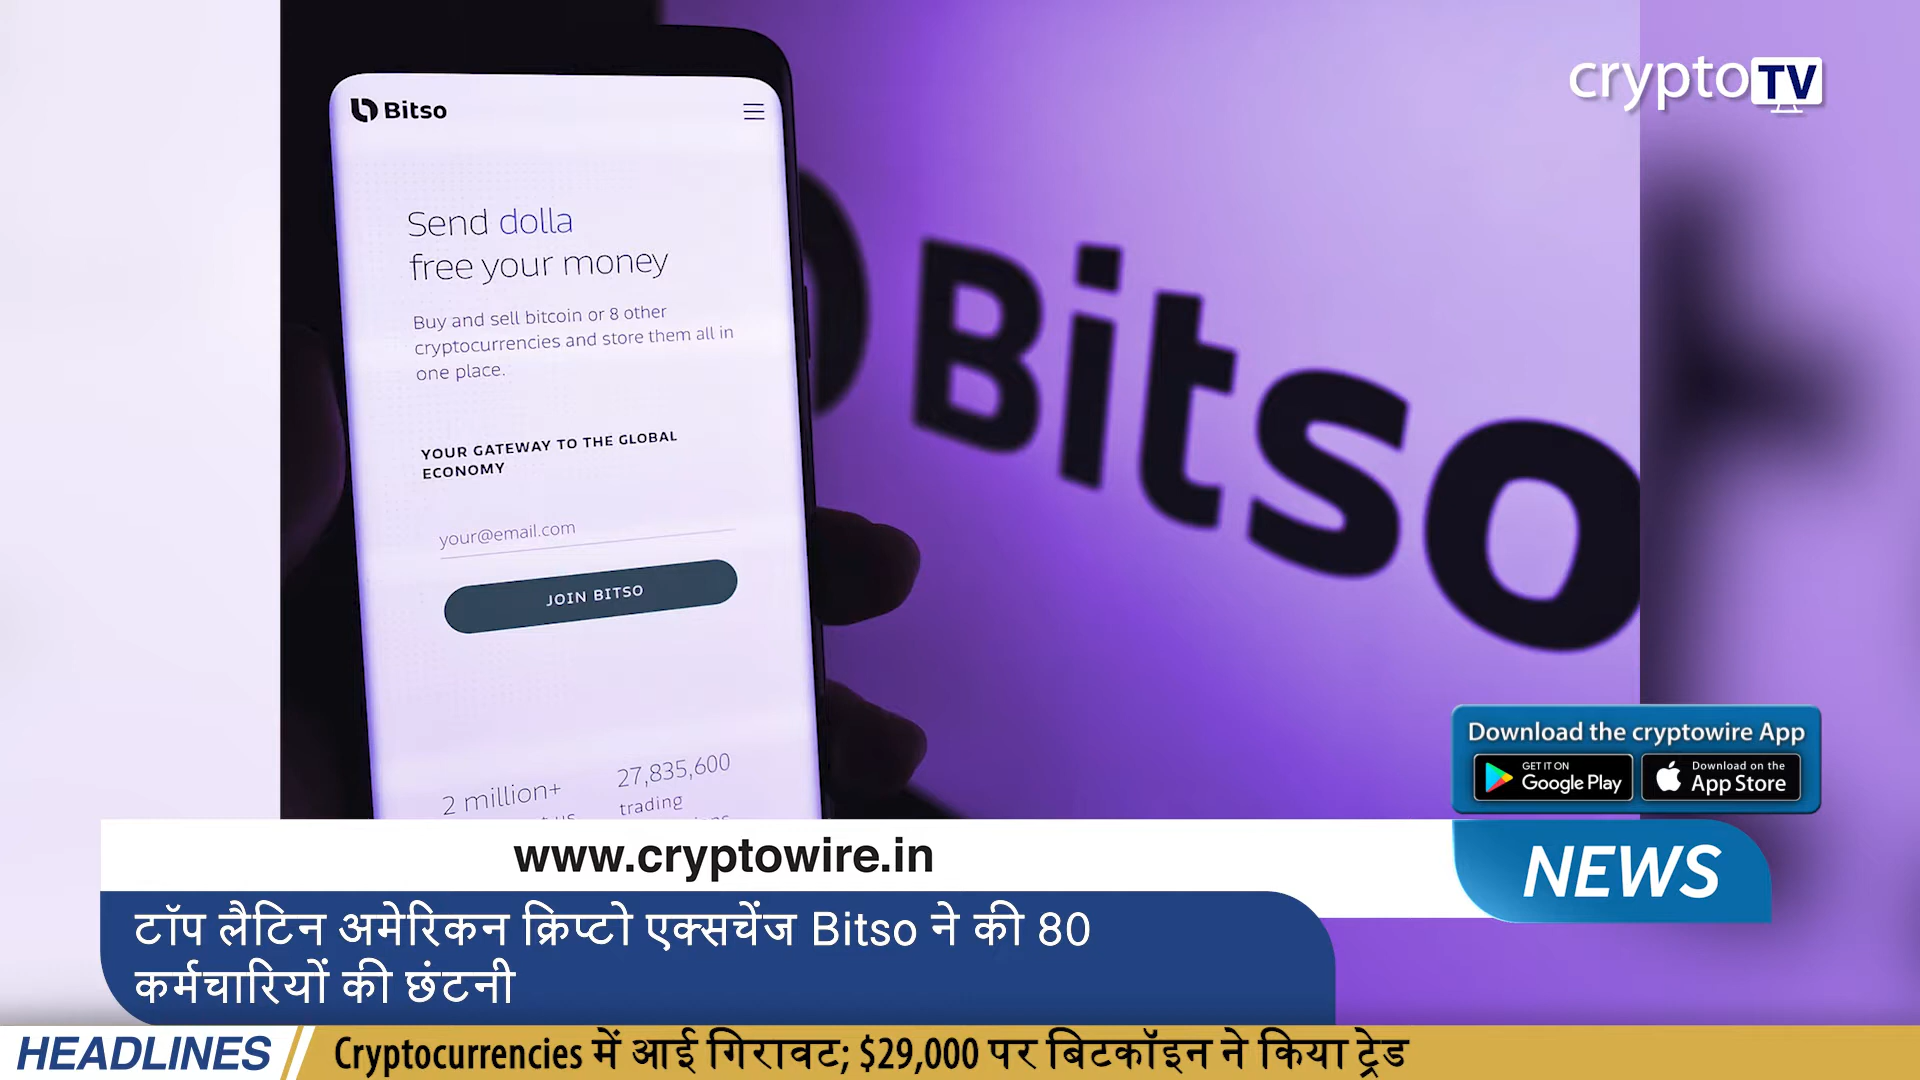 crypto TV
Bitso
Send dolla
free your money
Buy and sell bitcoin or 8 other
cryptocurrencies and store them all in
one place.
YOUR GATEWAY TO THE GLOBAL
ECONOMY
your@email.com
JOIN BITSO
2 million+
27,835,600
trading
Bitso
Download the cryptowire App
GET IT ON
Google Play
Download on the
App Store
www.cryptowire.in
NEWS
टॉप लैटिन अमेरिकन क्रिप्टो एक्सचेंज Bitso ने की 80
कर्मचारियों की छंटनी
HEADLINES
Cryptocurrencies में आई गिरावट; $29,000 पर बिटकॉइन ने किया ट्रेड